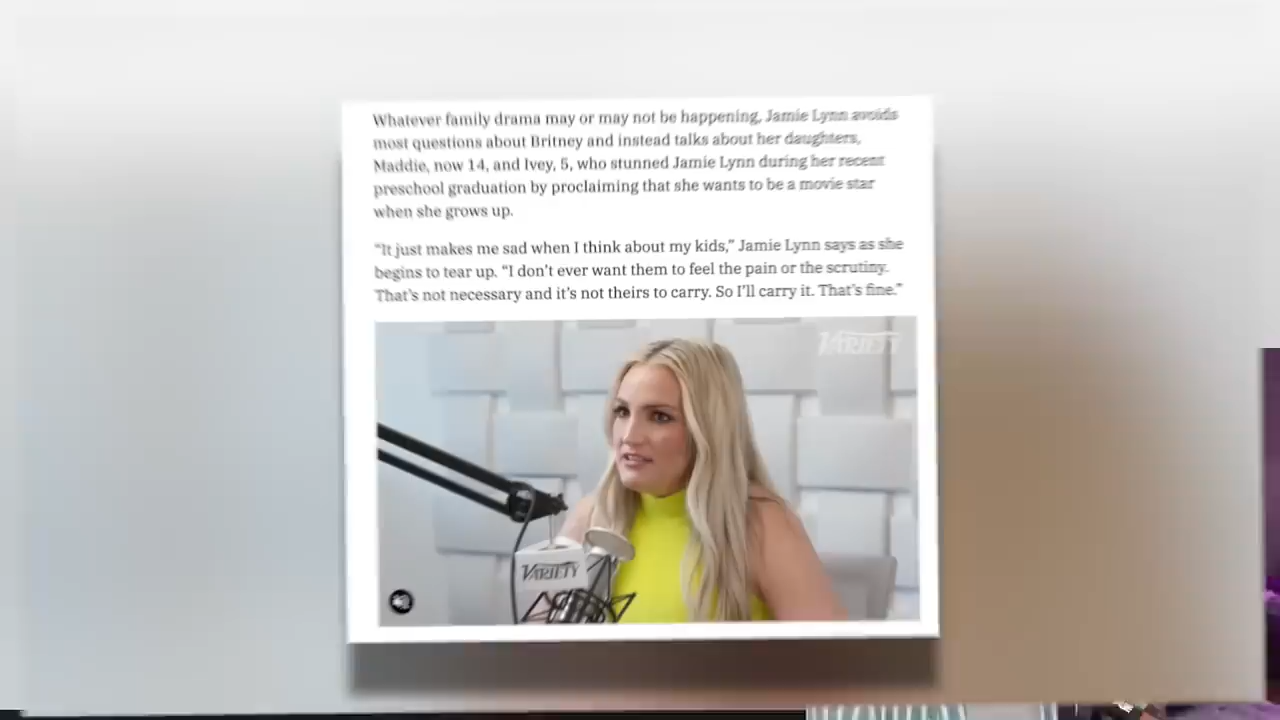 Whatever family drama may or may not be happening, Jamie Lynn avoids
most questions about Britney and instead talks about her daughters,
Maddie, now 14, and Ivey, 5, who stunned Jamie Lynn during her recent
preschool graduation by proclaiming that she wants to be a movie star
when she grows up.
“It just makes me sad when I think about my kids,” Jamie Lynn says as she
begins to tear up. “I don’t ever want them to feel the pain or the scrutiny.
That’s not necessary and it’s not theirs to carry. So I’ll carry it. That’s fine.”
VARIETY
VARIETY